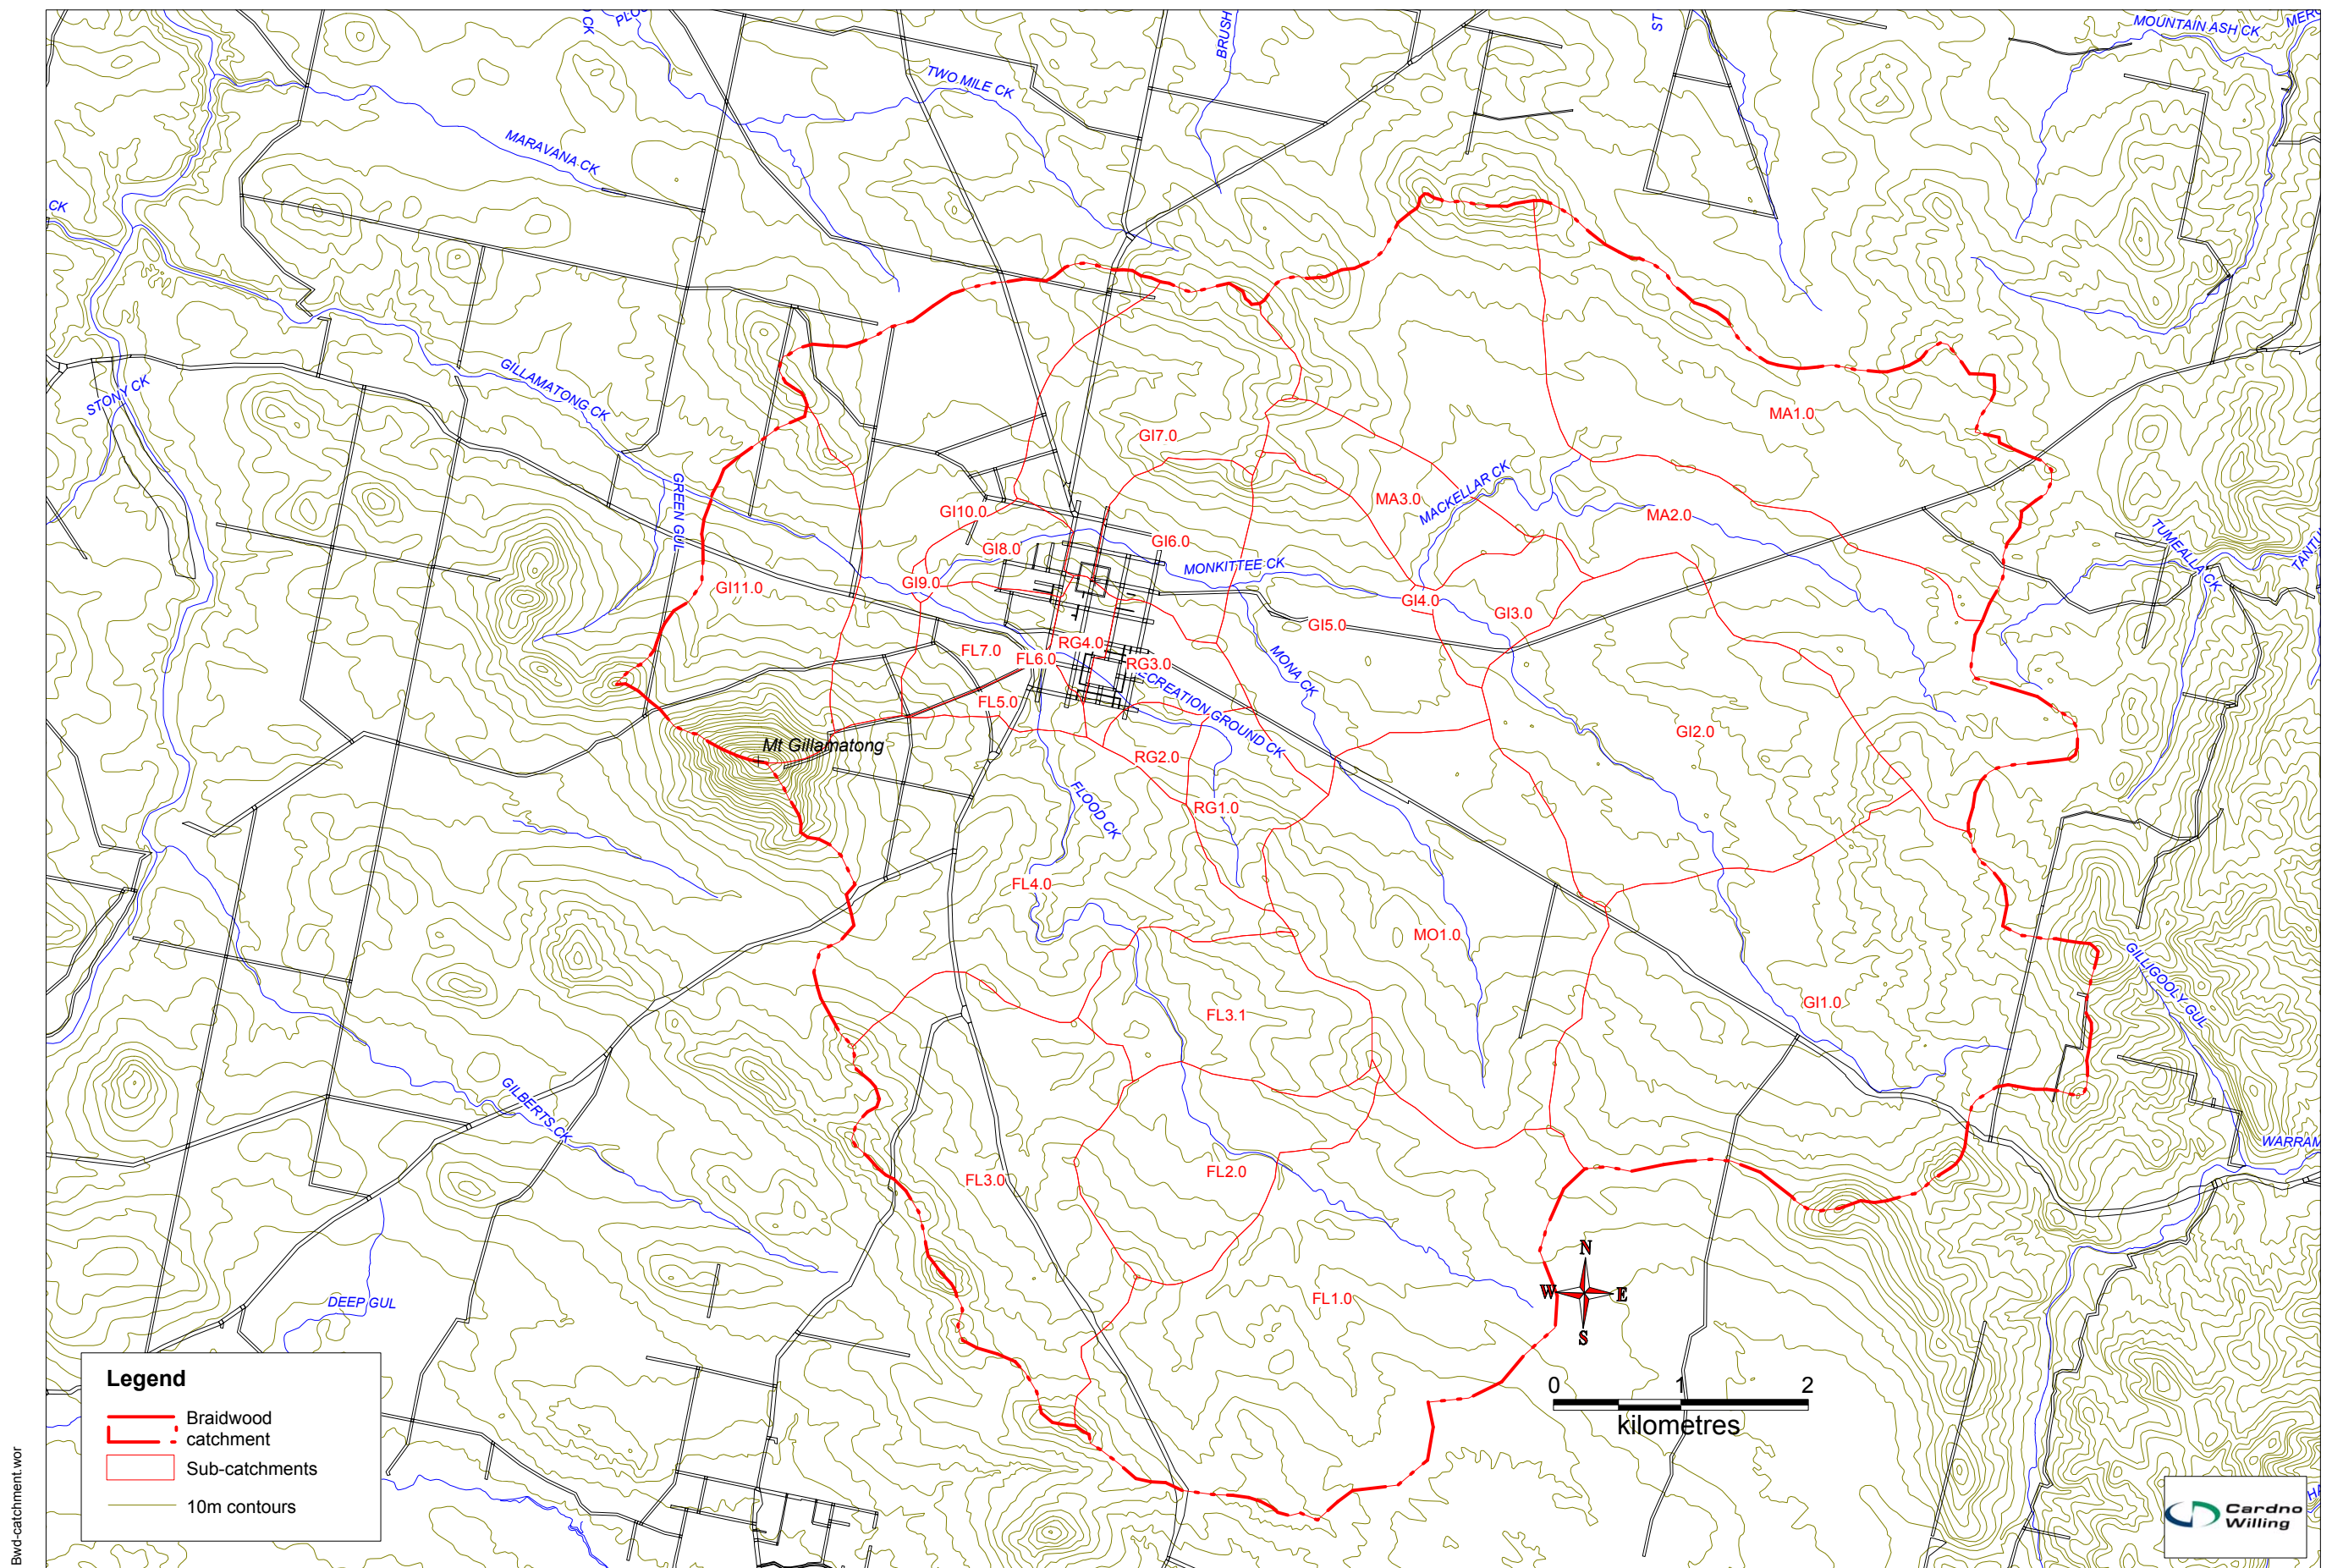 MOUNTAIN ASH CK
TWO MILE CK
BRUSH
ST
CK
MARAVANA CK
CK
GILLAMATONG CK
STONY CK
GREEN GUL
MA1.0
GI7.0
MA3.0
MACKELLAR CK
MA2.0
GI10.0
GI8.0
GI6.0
MONKITTEE CK
TUMEALLA CK
GI9.0
GI11.0
GI4.0
GI3.0
GI5.0
FL7.0
FL6.0
RG4.0
RG3.0
MONA CK
ECREATION GROUND CK
FL5.0
GI2.0
Mt Gillamatong
RG2.0
RG1.0
FLOOD CK
FL4.0
MO1.0
GILLIGOOLY GUL
GI1.0
FL3.1
GILBERTS CK
WARRAM
FL3.0
FL2.0
DEEP GUL
FL1.0
N
W E
S
0 1 2
kilometres
Legend
Braidwood
catchment
Sub-catchments
10m contours
Bwd-catchment.wor
Cardno
Willing